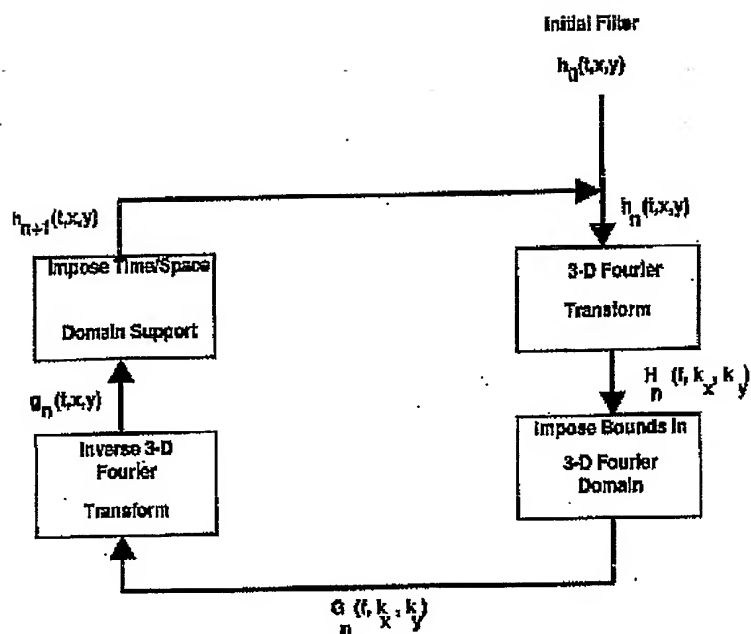 Initial Filter
h0(t,x,y)
hn+1(t,x,y)
hn(t,x,y)
Impose Time/Space
Domain Support
3-D Fourier
Transform
gn(t,x,y)
Hn(f, kx, ky)
Inverse 3-D
Fourier
Transform
Impose Bounds in
3-D Fourier
Domain
Gn(f, kx, ky)